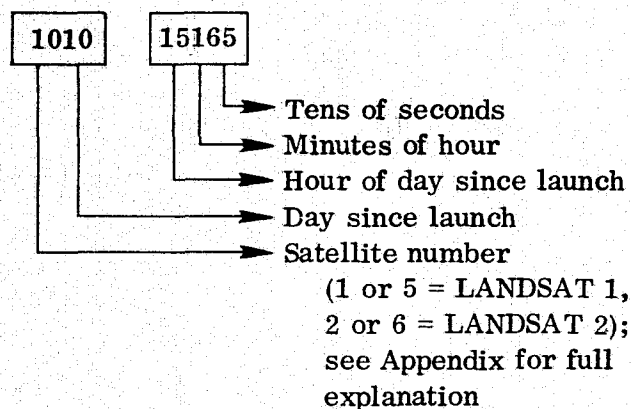 1010 15165
Tens of seconds
Minutes of hour
Hour of day since launch
Day since launch
Satellite number
(1 or 5 = LANDSAT 1,
2 or 6 = LANDSAT 2);
see Appendix for full
explanation